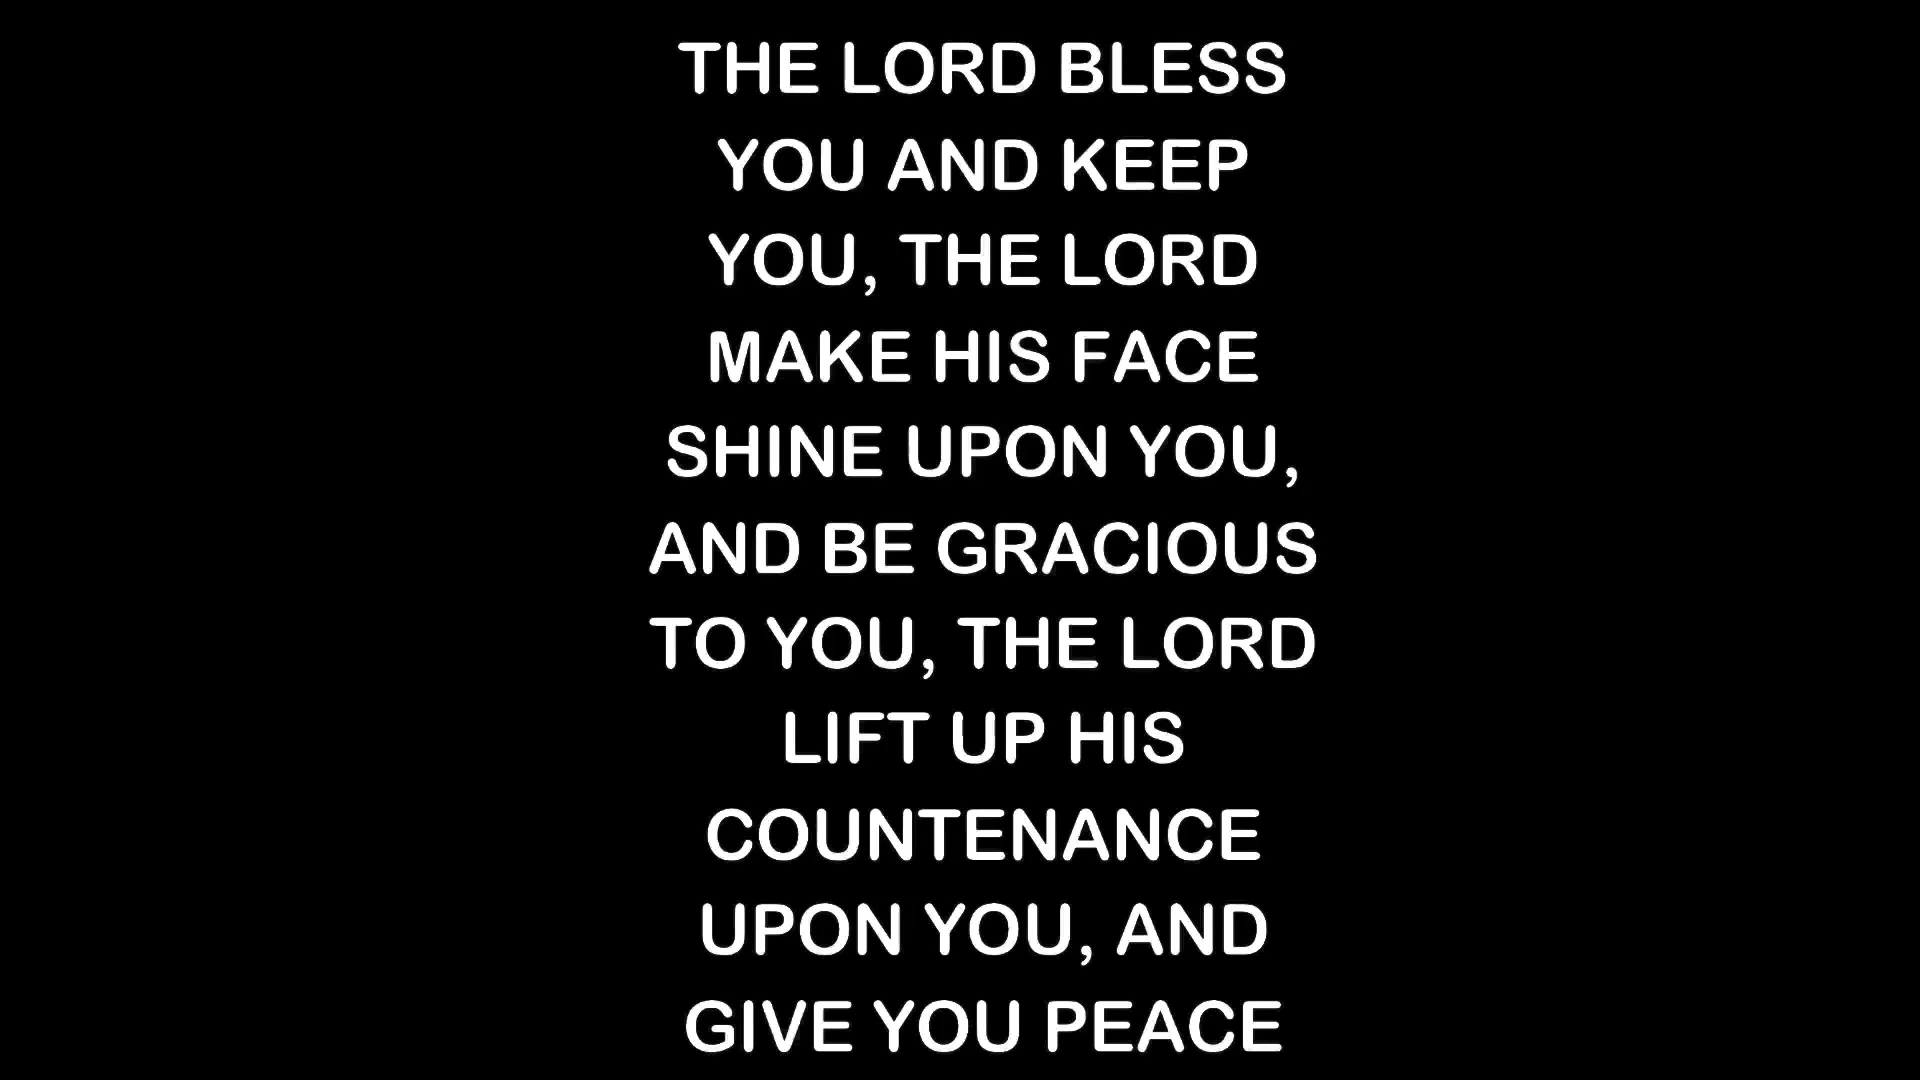 THE LORD BLESS
YOU AND KEEP
YOU, THE LORD
MAKE HIS FACE
SHINE UPON YOU,
AND BE GRACIOUS
TO YOU, THE LORD
LIFT UP HIS
COUNTENANCE
UPON YOU, AND
GIVE YOU PEACE